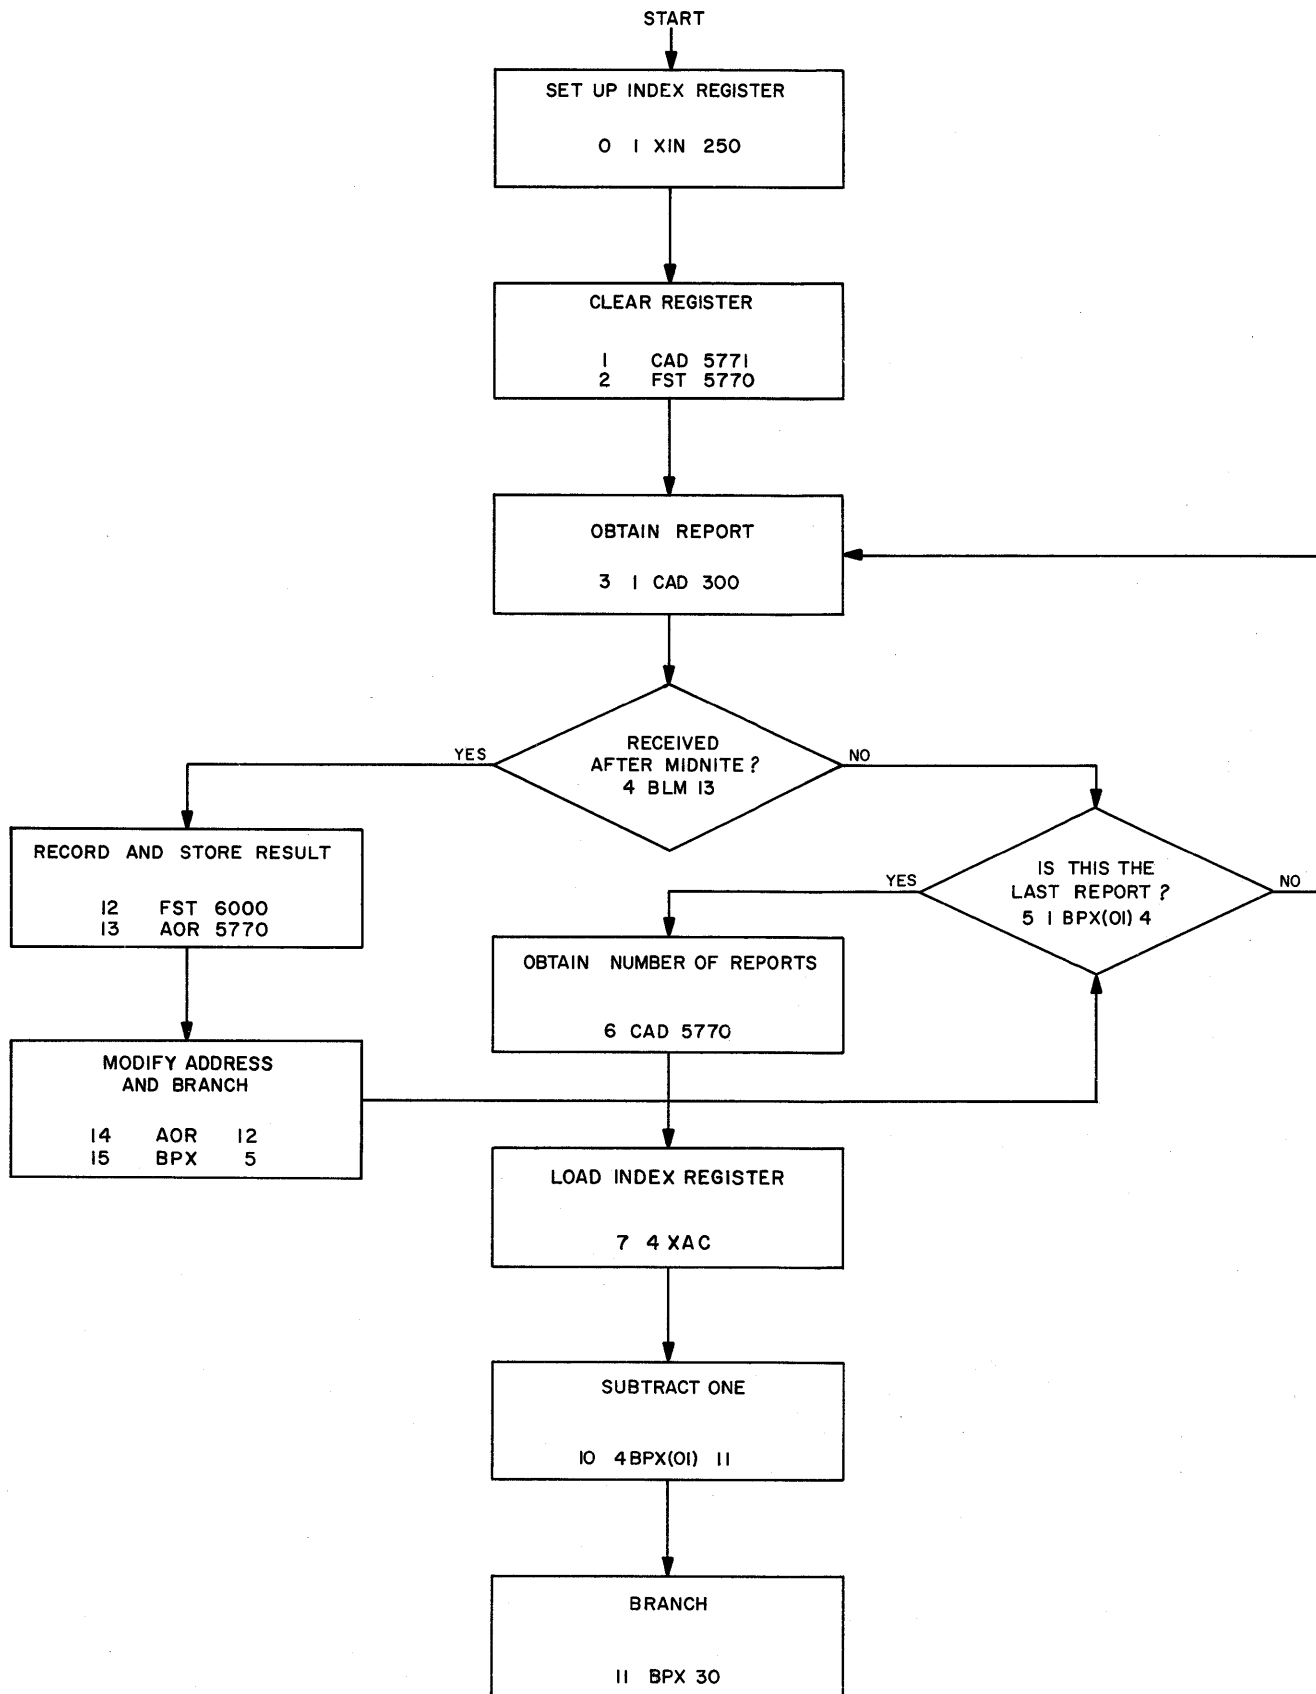 START
SET UP INDEX REGISTER
0 1 XIN 250
CLEAR REGISTER
1 CAD 5771
2 FST 5770
OBTAIN REPORT
3 1 CAD 300
RECEIVED
AFTER MIDNITE?
4 BLM 13
YES
NO
RECORD AND STORE RESULT
12 FST 6000
13 AOR 5770
IS THIS THE
LAST REPORT?
5 1 BPX(01) 4
YES
NO
OBTAIN NUMBER OF REPORTS
6 CAD 5770
MODIFY ADDRESS
AND BRANCH
14 AOR 12
15 BPX 5
LOAD INDEX REGISTER
7 4 XAC
SUBTRACT ONE
10 4BPX(01) 11
BRANCH
11 BPX 30